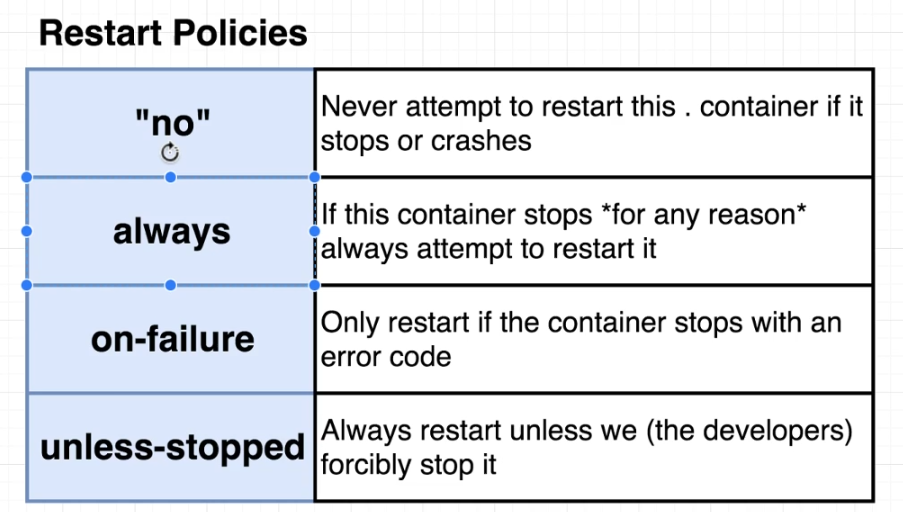 Restart Policies
"no"
Never attempt to restart this . container if it
stops or crashes
always
If this container stops *for any reason*
always attempt to restart it
on-failure
Only restart if the container stops with an
error code
unless-stopped
Always restart unless we (the developers)
forcibly stop it